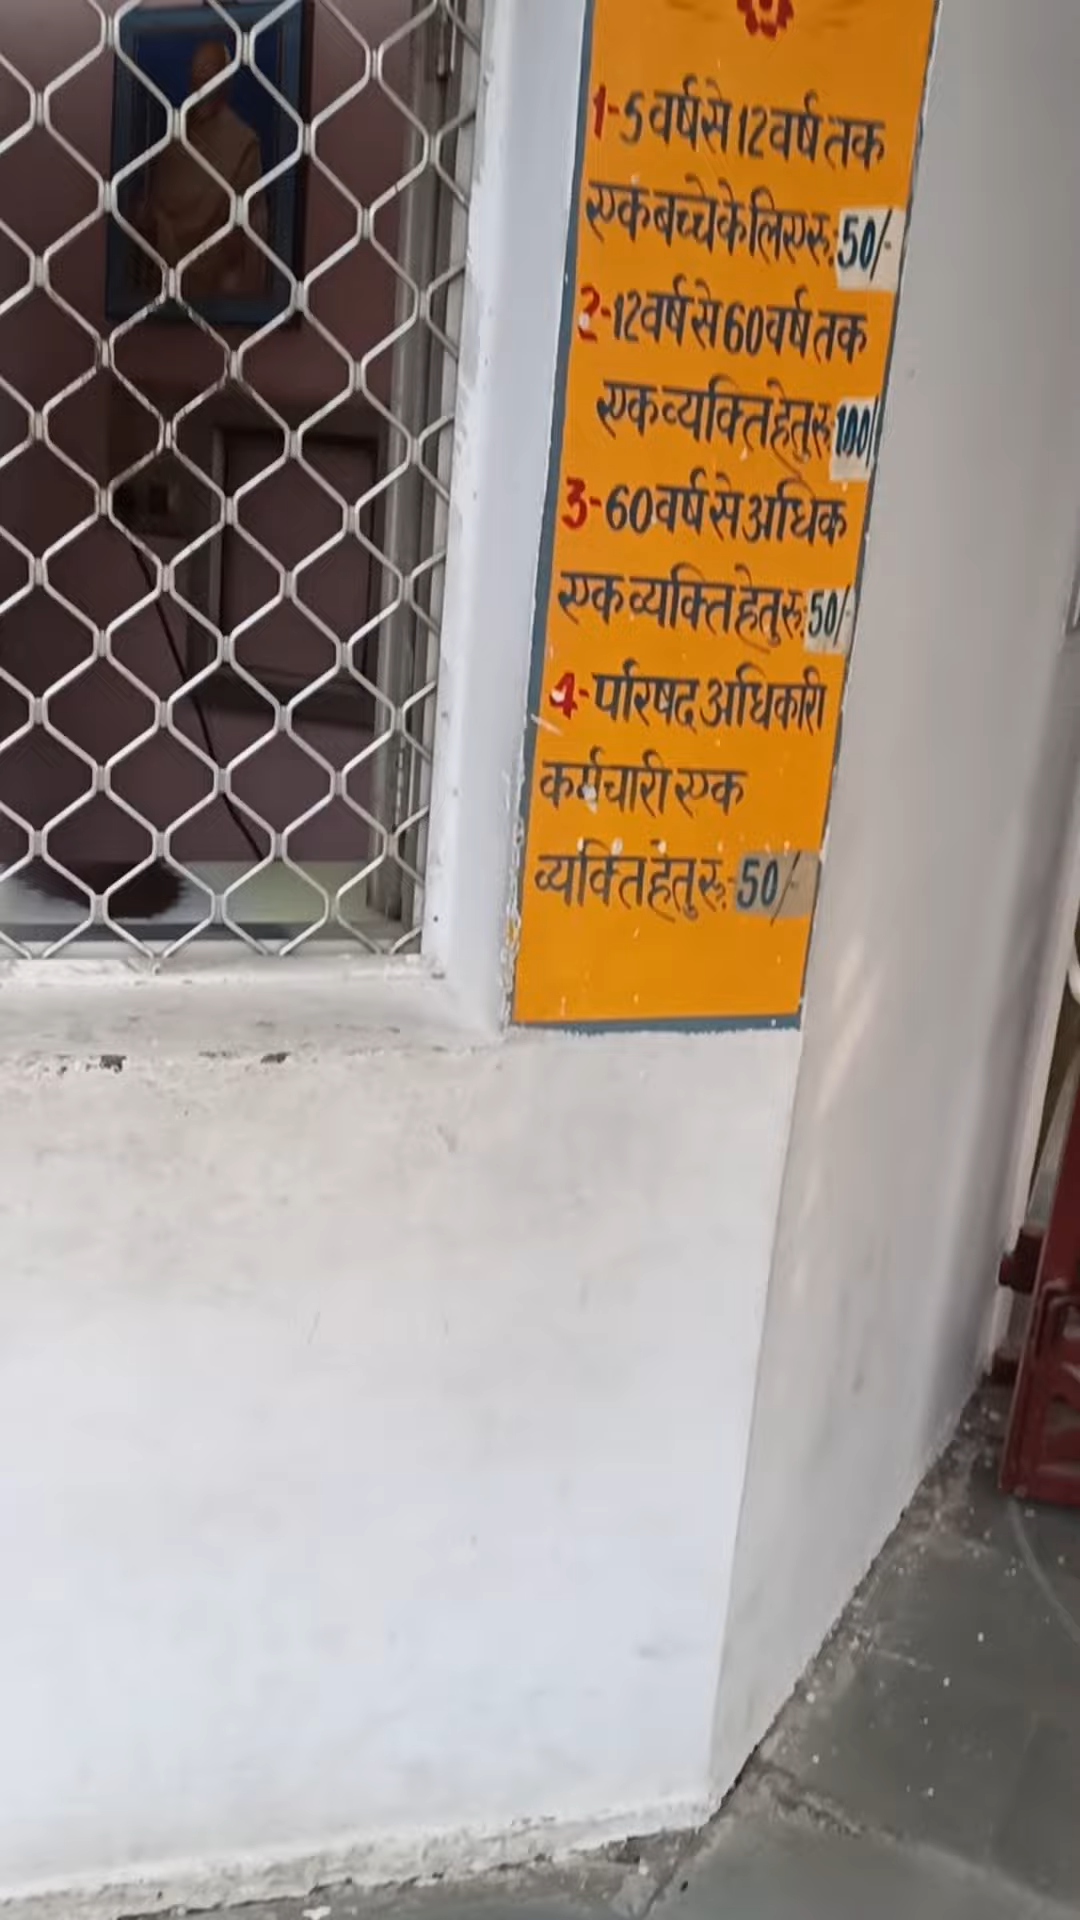 1-5 वर्ष से 12 वर्ष तक
एक बच्चे के लिए रु. 50/-
2-12 वर्ष से 60 वर्ष तक
एक व्यक्ति हेतु रु. 100/
3-60 वर्ष से अधिक
एक व्यक्ति हेतु रु. 50/-
4-परिषद अधिकारी
कर्मचारी एक
व्यक्ति हेतु रु.- 50/-